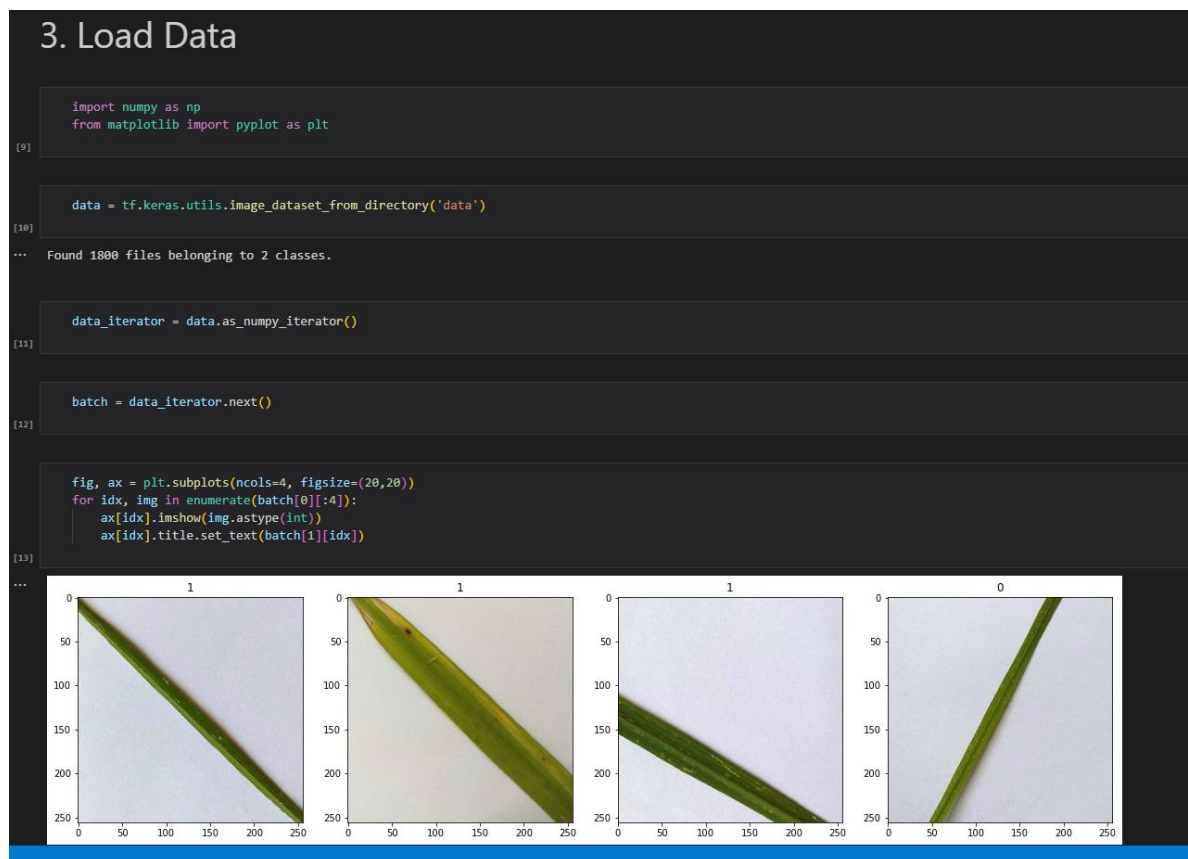 3. Load Data
import numpy as np
from matplotlib import pyplot as plt
[9]
data = tf.keras.utils.image_dataset_from_directory('data')
[10]
... Found 1800 files belonging to 2 classes.
data_iterator = data.as_numpy_iterator()
[11]
batch = data_iterator.next()
[12]
fig, ax = plt.subplots(ncols=4, figsize=(20,20))
for idx, img in enumerate(batch[0][:4]):
    ax[idx].imshow(img.astype(int))
    ax[idx].title.set_text(batch[1][idx])
[13]
...
1 1 1 0
0 0 0 0
50 50 50 50
100 100 100 100
150 150 150 150
200 200 200 200
250 250 250 250
0 50 100 150 200 250 0 50 100 150 200 250 0 50 100 150 200 250 0 50 100 150 200 250